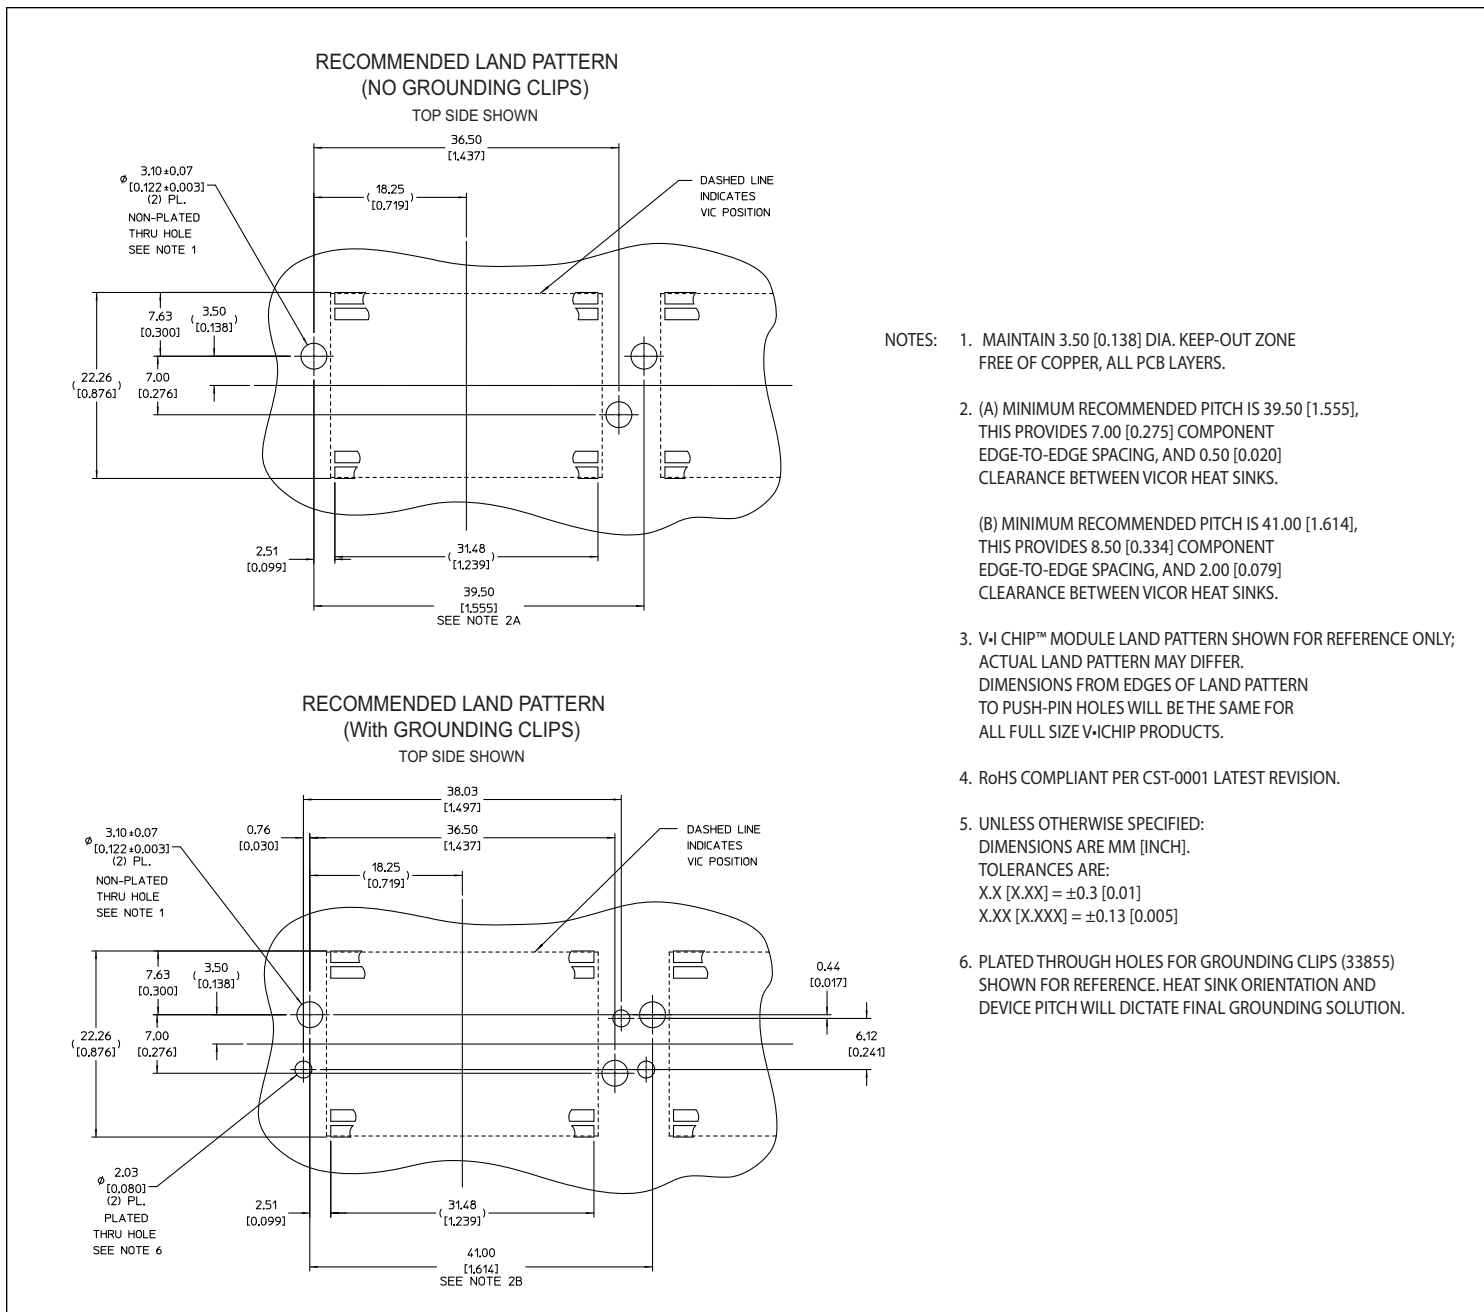 RECOMMENDED LAND PATTERN
(NO GROUNDING CLIPS)
TOP SIDE SHOWN
36.50
[1.437]
ø 3.10 ±0.07
[0.122 ±0.003]
(2) PL.
NON-PLATED
THRU HOLE
SEE NOTE 1
(18.25
[0.719])
DASHED LINE
INDICATES
VIC POSITION
7.63
[0.300]
(3.50
[0.138])
(22.26
[0.876])
7.00
[0.276]
2.51
[0.099]
(31.48
[1.239])
39.50
[1.555]
SEE NOTE 2A
RECOMMENDED LAND PATTERN
(With GROUNDING CLIPS)
TOP SIDE SHOWN
38.03
[1.497]
ø 3.10 ±0.07
[0.122 ±0.003]
(2) PL.
NON-PLATED
THRU HOLE
SEE NOTE 1
0.76
[0.030]
36.50
[1.437]
(18.25
[0.719])
DASHED LINE
INDICATES
VIC POSITION
7.63
[0.300]
(3.50
[0.138])
0.44
[0.017]
(22.26
[0.876])
7.00
[0.276]
6.12
[0.241]
ø 2.03
[0.080]
(2) PL.
PLATED
THRU HOLE
SEE NOTE 6
2.51
[0.099]
(31.48
[1.239])
41.00
[1.614]
SEE NOTE 2B
NOTES: 1. MAINTAIN 3.50 [0.138] DIA. KEEP-OUT ZONE
FREE OF COPPER, ALL PCB LAYERS.
2. (A) MINIMUM RECOMMENDED PITCH IS 39.50 [1.555],
THIS PROVIDES 7.00 [0.275] COMPONENT
EDGE-TO-EDGE SPACING, AND 0.50 [0.020]
CLEARANCE BETWEEN VICOR HEAT SINKS.
(B) MINIMUM RECOMMENDED PITCH IS 41.00 [1.614],
THIS PROVIDES 8.50 [0.334] COMPONENT
EDGE-TO-EDGE SPACING, AND 2.00 [0.079]
CLEARANCE BETWEEN VICOR HEAT SINKS.
3. V•I CHIP™ MODULE LAND PATTERN SHOWN FOR REFERENCE ONLY;
ACTUAL LAND PATTERN MAY DIFFER.
DIMENSIONS FROM EDGES OF LAND PATTERN
TO PUSH-PIN HOLES WILL BE THE SAME FOR
ALL FULL SIZE V•ICHIP PRODUCTS.
4. RoHS COMPLIANT PER CST-0001 LATEST REVISION.
5. UNLESS OTHERWISE SPECIFIED:
DIMENSIONS ARE MM [INCH].
TOLERANCES ARE:
X.X [X.XX] = ±0.3 [0.01]
X.XX [X.XXX] = ±0.13 [0.005]
6. PLATED THROUGH HOLES FOR GROUNDING CLIPS (33855)
SHOWN FOR REFERENCE. HEAT SINK ORIENTATION AND
DEVICE PITCH WILL DICTATE FINAL GROUNDING SOLUTION.